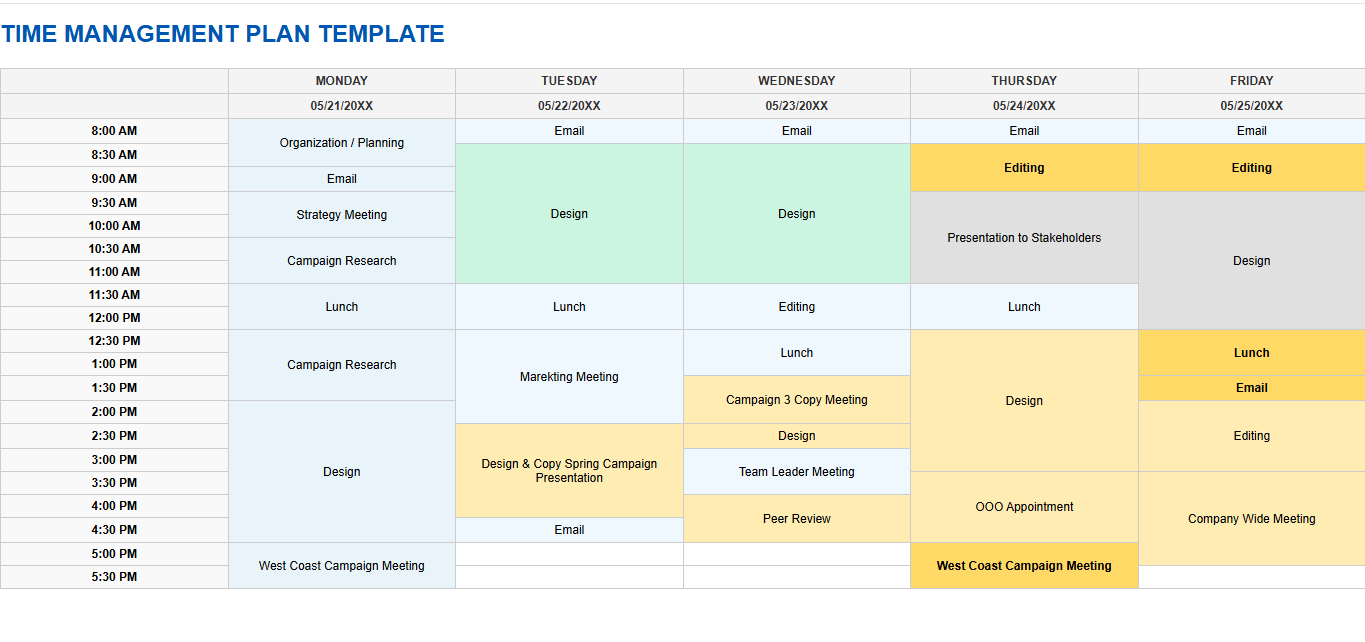 TIME MANAGEMENT PLAN TEMPLATE
MONDAY TUESDAY WEDNESDAY THURSDAY FRIDAY
05/21/20XX 05/22/20XX 05/23/20XX 05/24/20XX 05/25/20XX
8:00 AM Email Email Email Email
Organization / Planning
8:30 AM
Editing Editing
9:00 AM Email
9:30 AM
Strategy Meeting Design Design
10:00 AM
Presentation to Stakeholders
10:30 AM
Campaign Research Design
11:00 AM
11:30 AM
Lunch Lunch Editing Lunch
12:00 PM
12:30 PM
Lunch Lunch
1:00 PM
Campaign Research
Marekting Meeting
1:30 PM Email
Campaign 3 Copy Meeting Design
2:00 PM
2:30 PM Design Editing
3:00 PM
Design & Copy Spring Campaign
Presentation
Design Team Leader Meeting
3:30 PM
4:00 PM OOO Appointment
Peer Review Company Wide Meeting
4:30 PM Email
5:00 PM
West Coast Campaign Meeting West Coast Campaign Meeting
5:30 PM